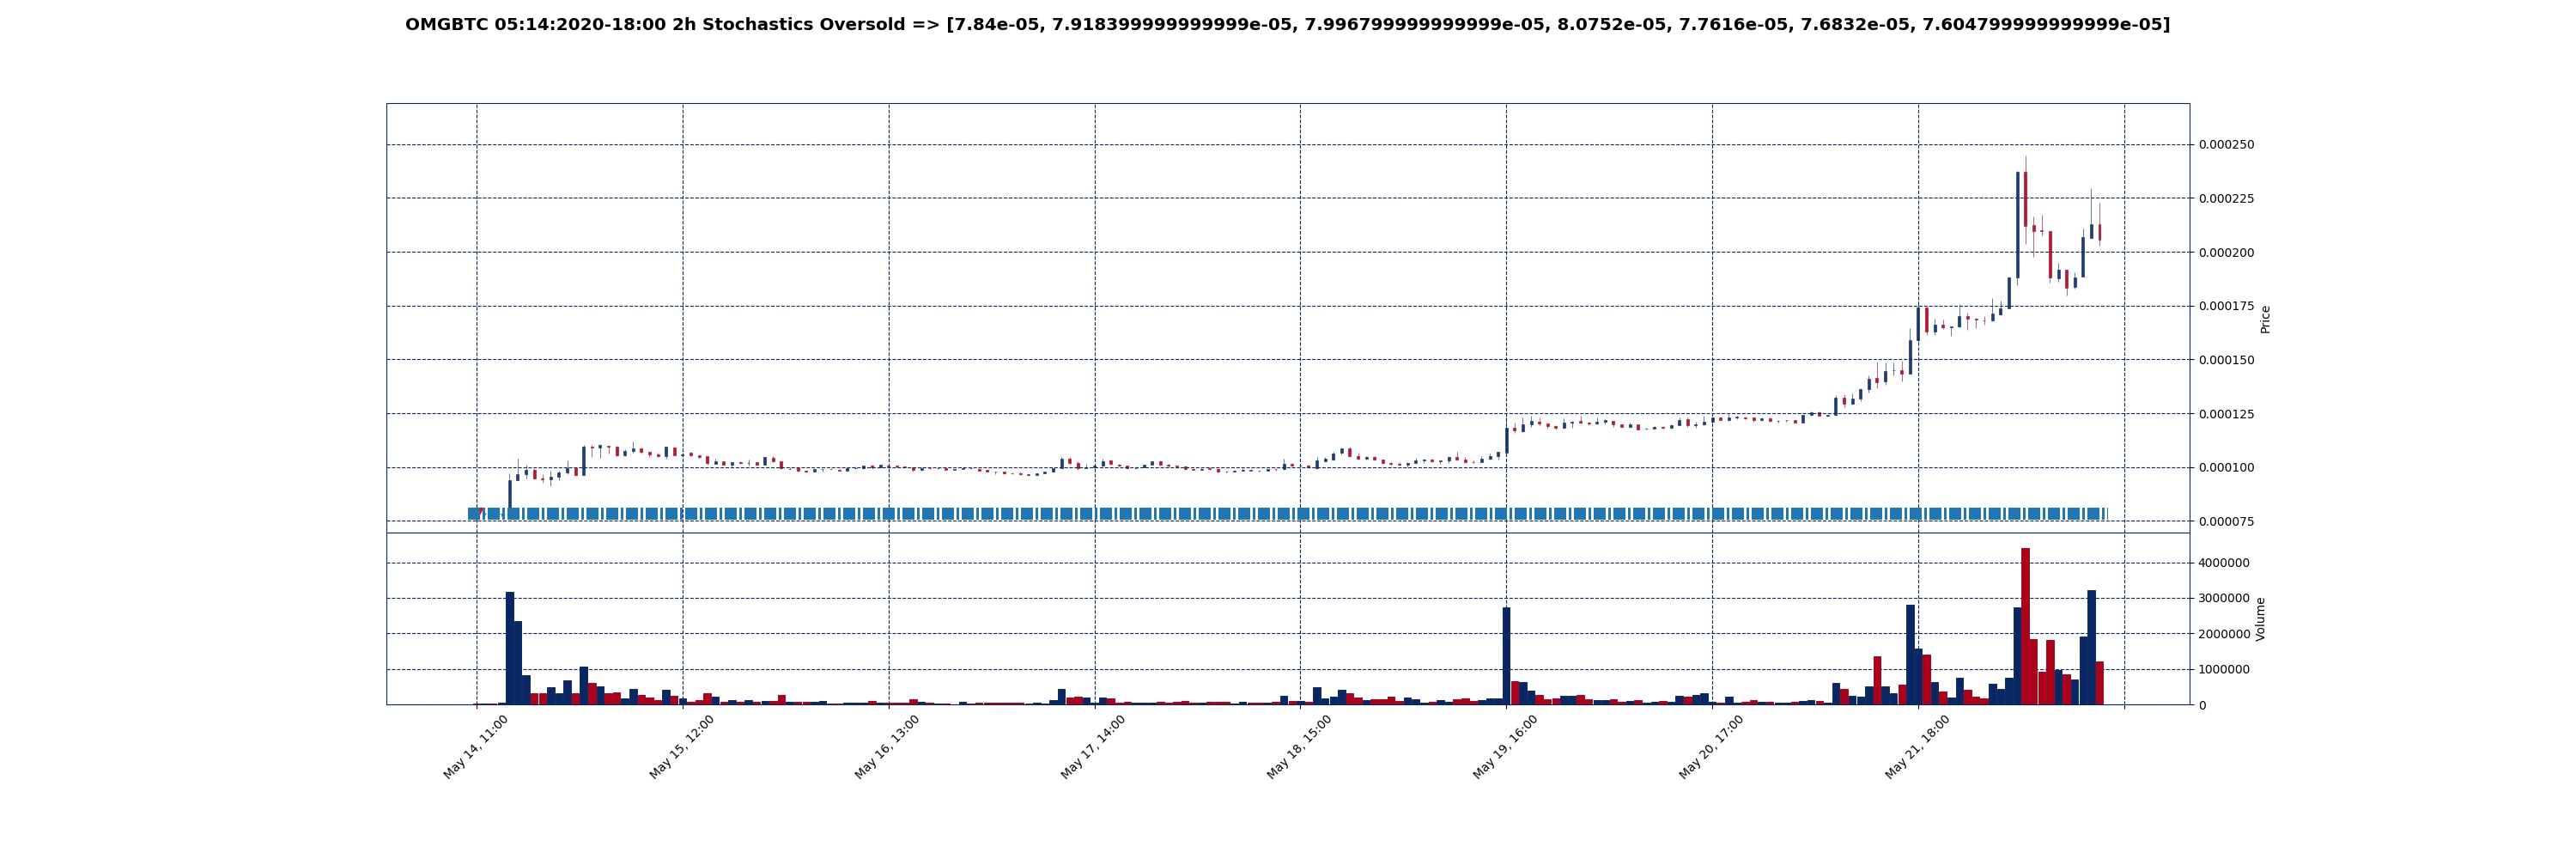 OMGBTC 05:14:2020-18:00 2h Stochastics Oversold => [7.84e-05, 7.918399999999999e-05, 7.996799999999999e-05, 8.0752e-05, 7.7616e-05, 7.6832e-05, 7.604799999999999e-05]
0.000250
0.000225
0.000200
0.000175
0.000150
0.000125
0.000100
0.000075
Price
4000000
3000000
2000000
1000000
0
Volume
May 14, 11:00
May 15, 12:00
May 16, 13:00
May 17, 14:00
May 18, 15:00
May 19, 16:00
May 20, 17:00
May 21, 18:00